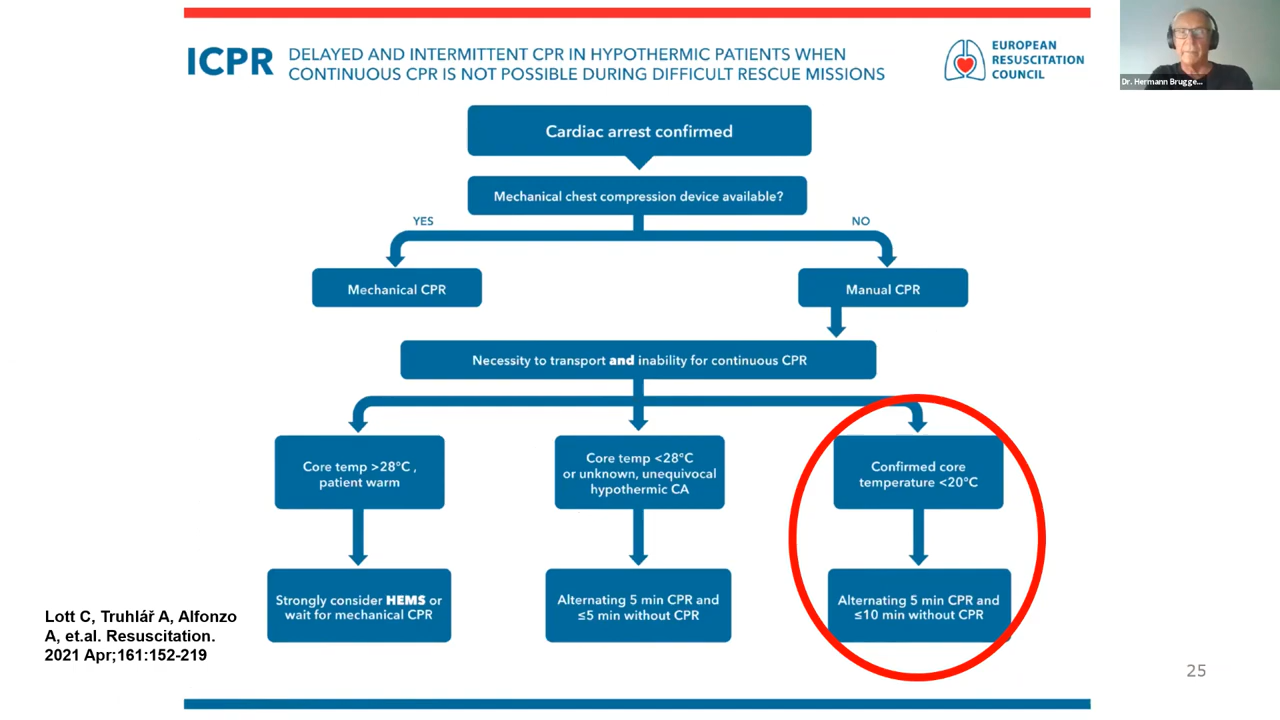 ICPR
DELAYED AND INTERMITTENT CPR IN HYPOTHERMIC PATIENTS WHEN
CONTINUOUS CPR IS NOT POSSIBLE DURING DIFFICULT RESCUE MISSIONS
EUROPEAN
RESUSCITATION
COUNCIL
Dr. Hermann Brugge...
Cardiac arrest confirmed
Mechanical chest compression device available?
YES
NO
Mechanical CPR
Manual CPR
Necessity to transport and inability for continuous CPR
Core temp >28°C ,
patient warm
Core temp <28°C
or unknown, unequivocal
hypothermic CA
Confirmed core
temperature <20°C
Strongly consider HEMS or
wait for mechanical CPR
Alternating 5 min CPR and
≤5 min without CPR
Alternating 5 min CPR and
≤10 min without CPR
Lott C, Truhlář A, Alfonzo
A, et.al. Resuscitation.
2021 Apr;161:152-219
25